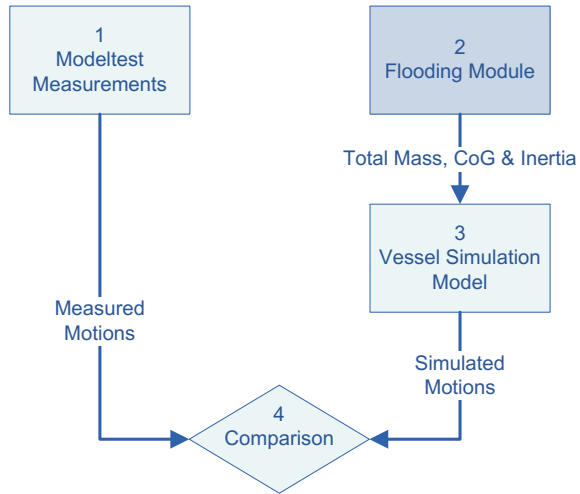 1
Modeltest
Measurements
2
Flooding Module
Total Mass, CoG & Inertia
3
Vessel Simulation
Model
Measured
Motions
Simulated
Motions
4
Comparison